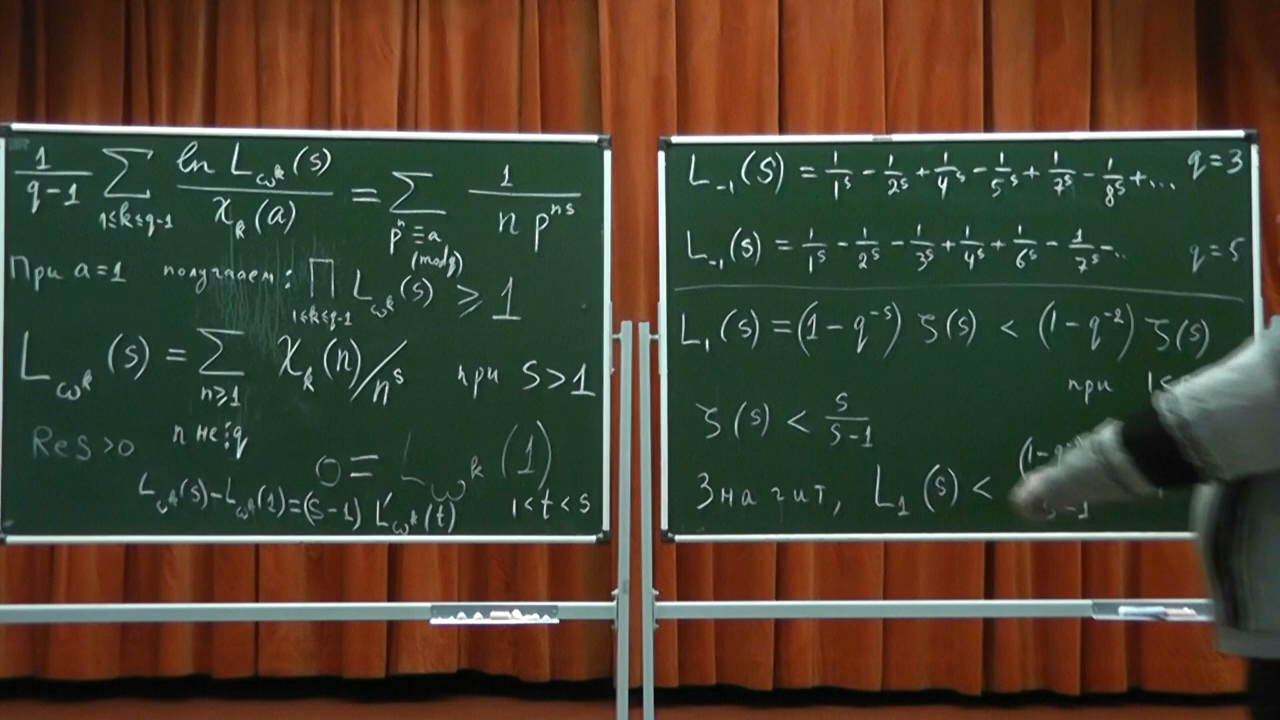 1/(q-1) ∑_{1≤k≤q-1} ln L_{ω^k}(s) / χ_k(a) = ∑_{p^n≡a (mod q)} 1/(n p^{ns})
При a=1 получаем: ∏_{1≤k≤q-1} L_{ω^k}(s) ≥ 1
L_{ω^k}(s) = ∑_{n≥1, n не⋮q} χ_k(n)/n^s при s>1
Re s >0
0 = L_{ω^k}(1)
L_{ω^k}(s)-L_{ω^k}(1)=(s-1) L'_{ω^k}(t) 1<t<s
L_{-1}(s) = 1/1^s - 1/2^s + 1/4^s - 1/5^s + 1/7^s - 1/8^s +... q=3
L_{-1}(s) = 1/1^s - 1/2^s - 1/3^s + 1/4^s + 1/6^s - 1/7^s -... q=5
L_1(s) = (1-q^{-s}) ζ(s) < (1-q^{-2}) ζ(s)
при
ζ(s) < s/(s-1)
Значит, L_1(s) <